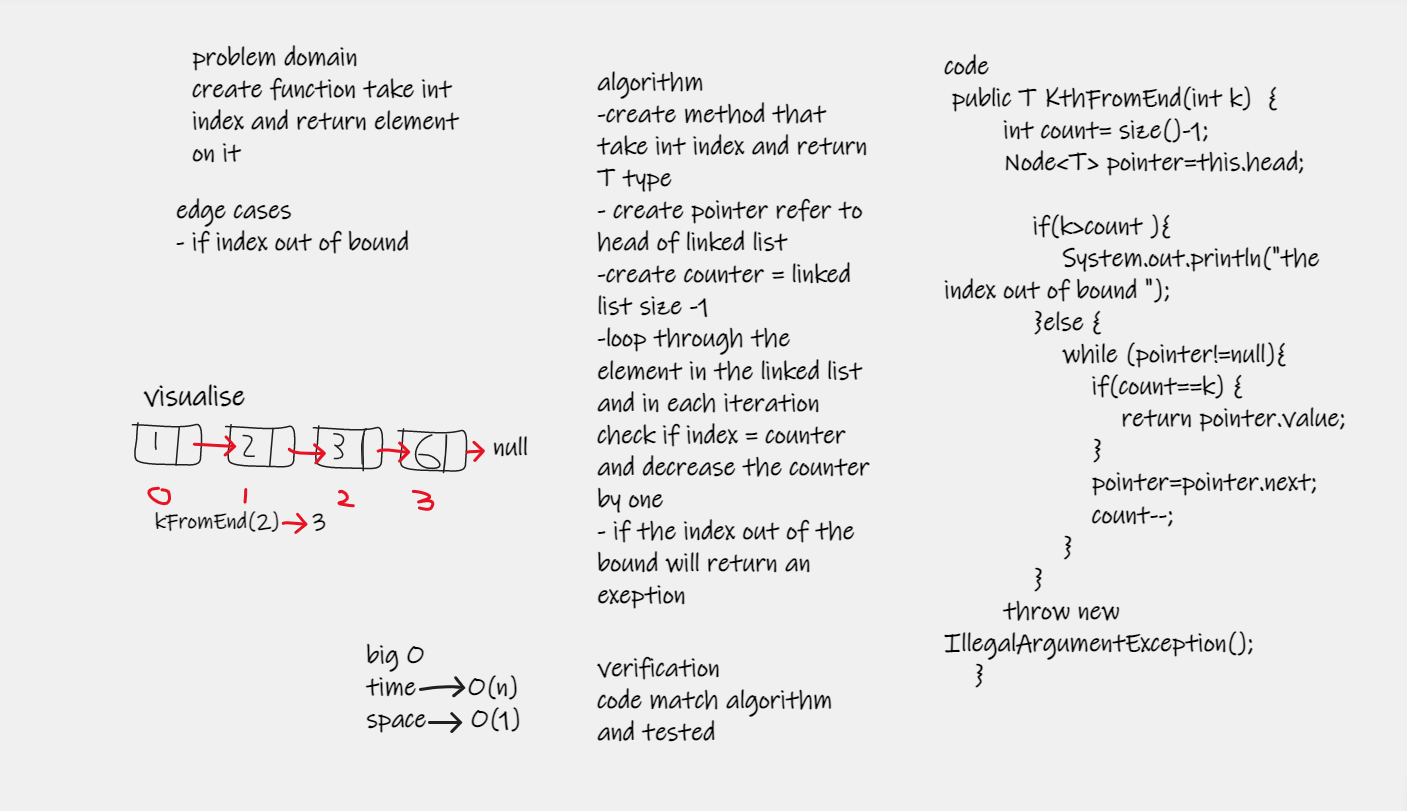 problem domain
create function take int
index and return element
on it
edge cases
- if index out of bound
visualise
1 2 3 6 null
0 1 2 3
kFromEnd(2) → 3
big O
time → O(n)
space → O(1)
algorithm
-create method that
take int index and return
T type
- create pointer refer to
head of linked list
-create counter = linked
list size -1
-loop through the
element in the linked list
and in each iteration
check if index = counter
and decrease the counter
by one
- if the index out of the
bound will return an
exeption
verification
code match algorithm
and tested
code
public T KthFromEnd(int k) {
int count= size()-1;
Node<T> pointer=this.head;
if(k>count ){
System.out.println("the
index out of bound ");
}else {
while (pointer!=null){
if(count==k) {
return pointer.value;
}
pointer=pointer.next;
count--;
}
}
throw new
IllegalArgumentException();
}